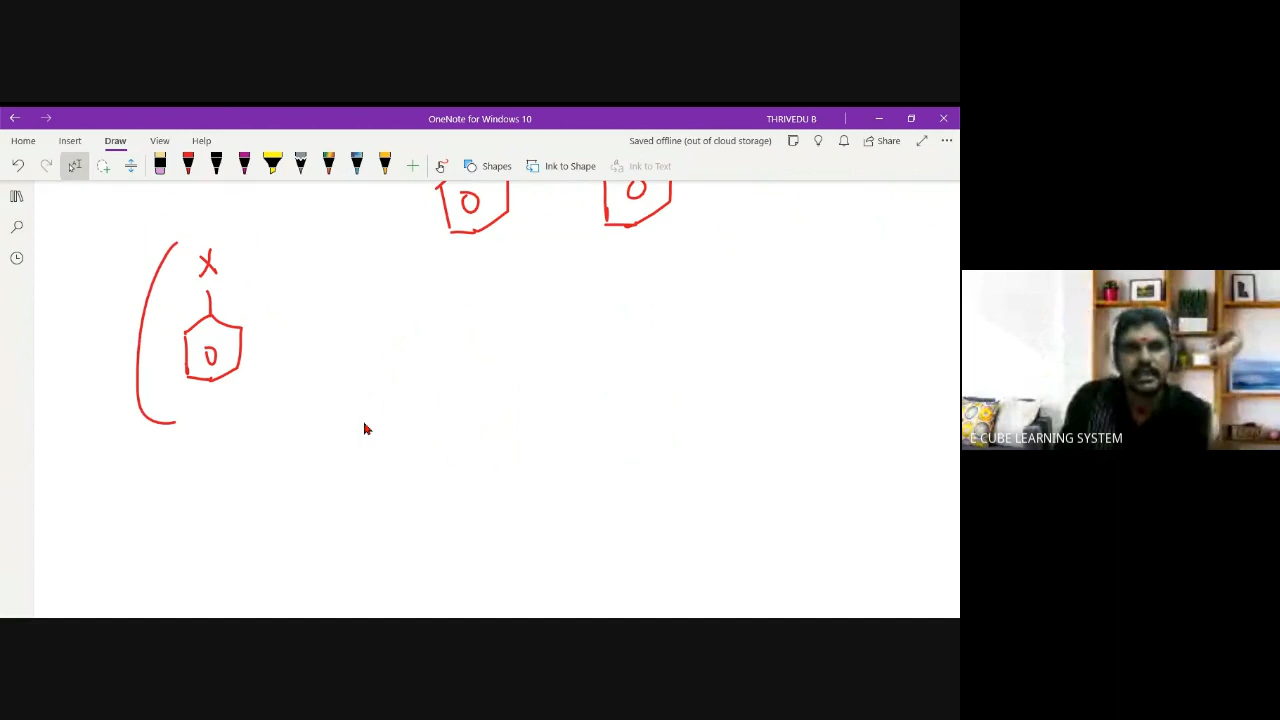 OneNote for Windows 10
THRIVEDU B
Home Insert Draw View Help
Saved offline (out of cloud storage)
Share
Shapes
Ink to Shape
Ink to Text
X
E CUBE LEARNING SYSTEM